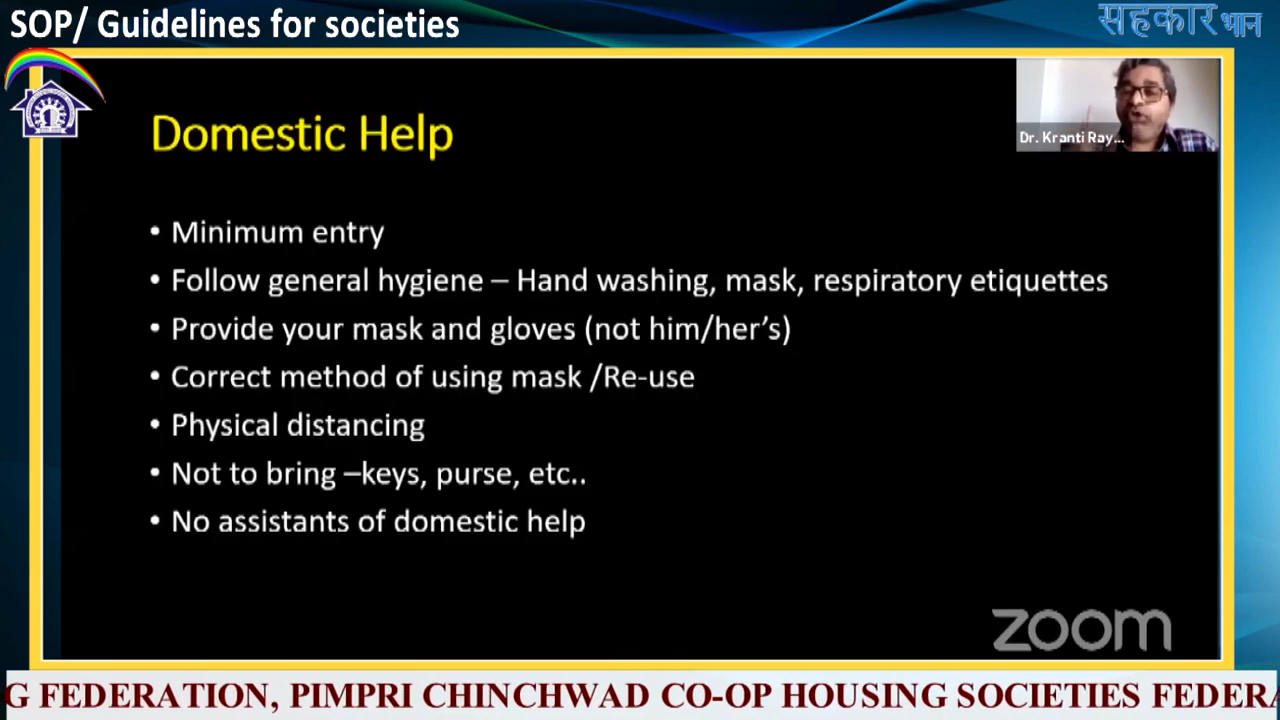 SOP/ Guidelines for societies
सहकार भान
Dr. Kranti Ray...
Domestic Help
• Minimum entry
• Follow general hygiene – Hand washing, mask, respiratory etiquettes
• Provide your mask and gloves (not him/her’s)
• Correct method of using mask /Re-use
• Physical distancing
• Not to bring –keys, purse, etc..
• No assistants of domestic help
zoom
G FEDERATION, PIMPRI CHINCHWAD CO-OP HOUSING SOCIETIES FEDERA